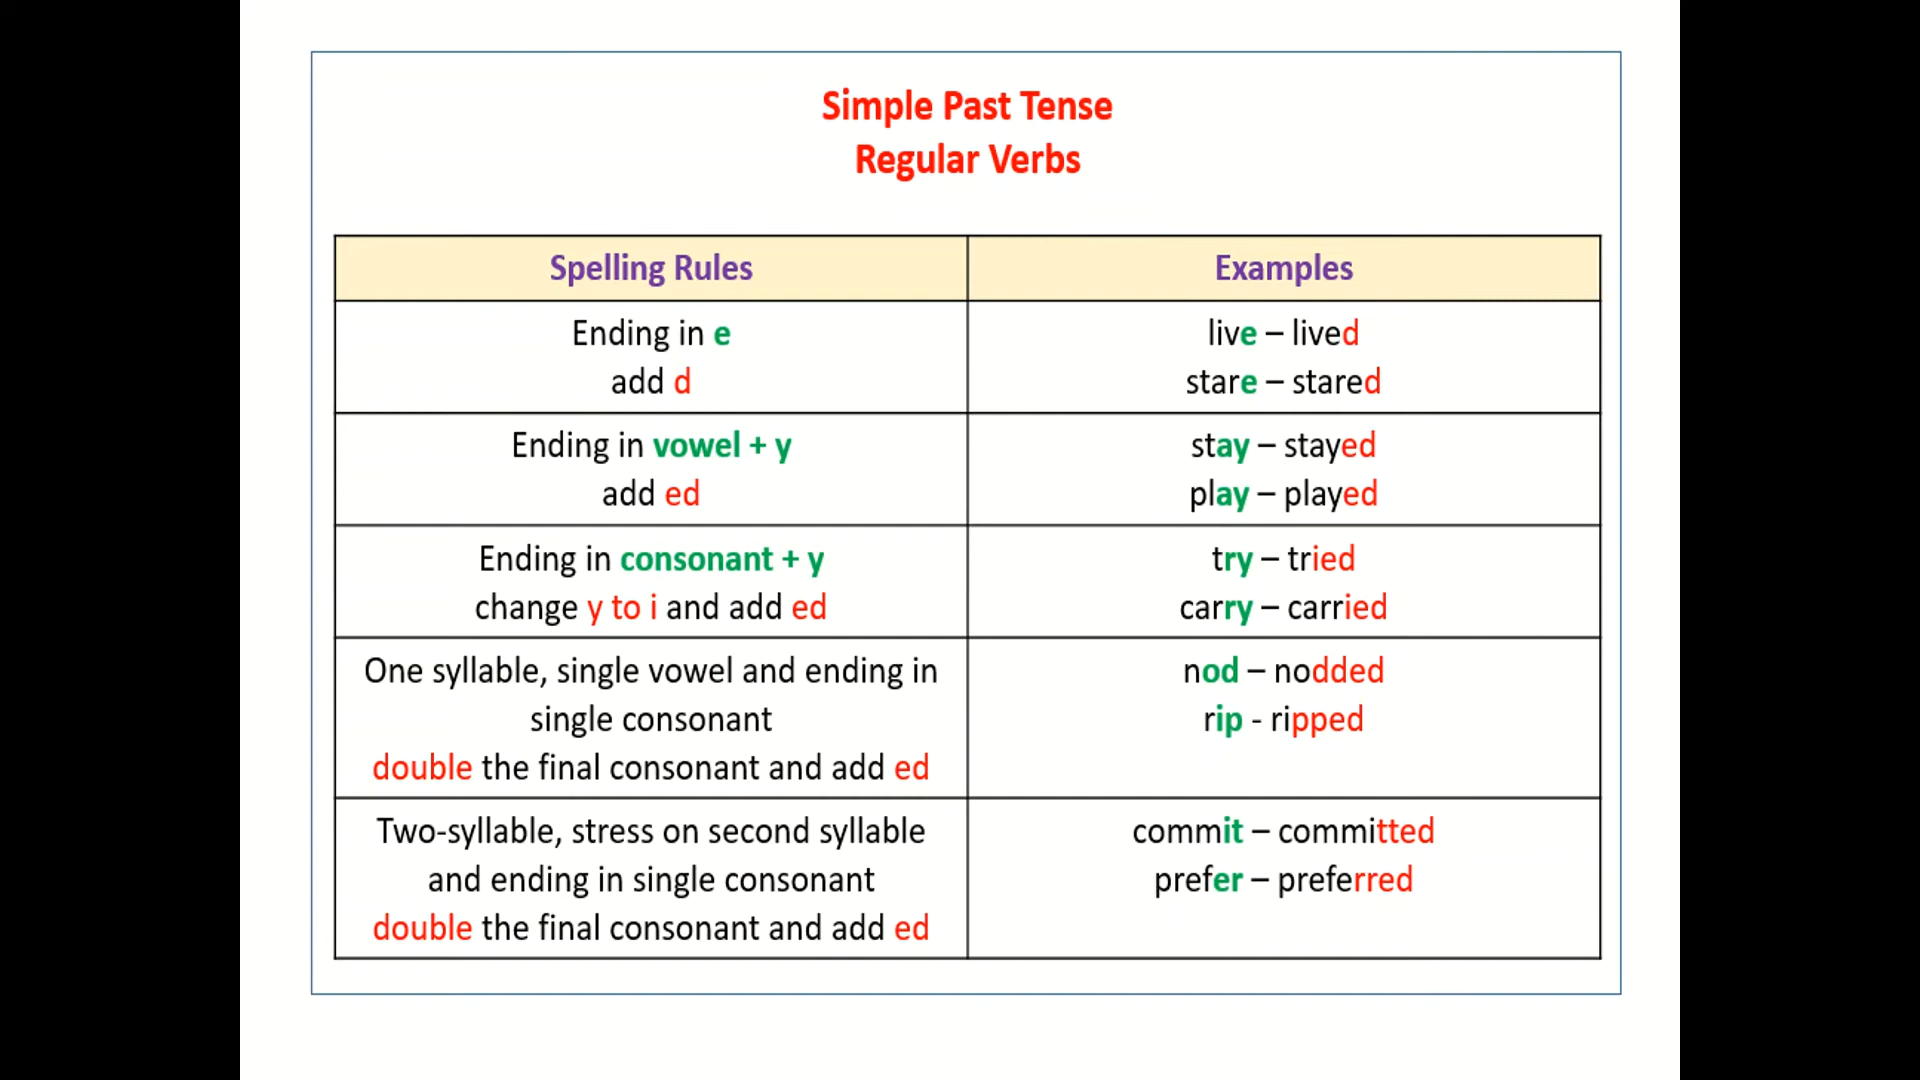 Simple Past Tense
Regular Verbs
Spelling Rules
Examples
Ending in e
add d
live – lived
stare – stared
Ending in vowel + y
add ed
stay – stayed
play – played
Ending in consonant + y
change y to i and add ed
try – tried
carry – carried
One syllable, single vowel and ending in
single consonant
double the final consonant and add ed
nod – nodded
rip - ripped
Two-syllable, stress on second syllable
and ending in single consonant
double the final consonant and add ed
commit – committed
prefer – preferred